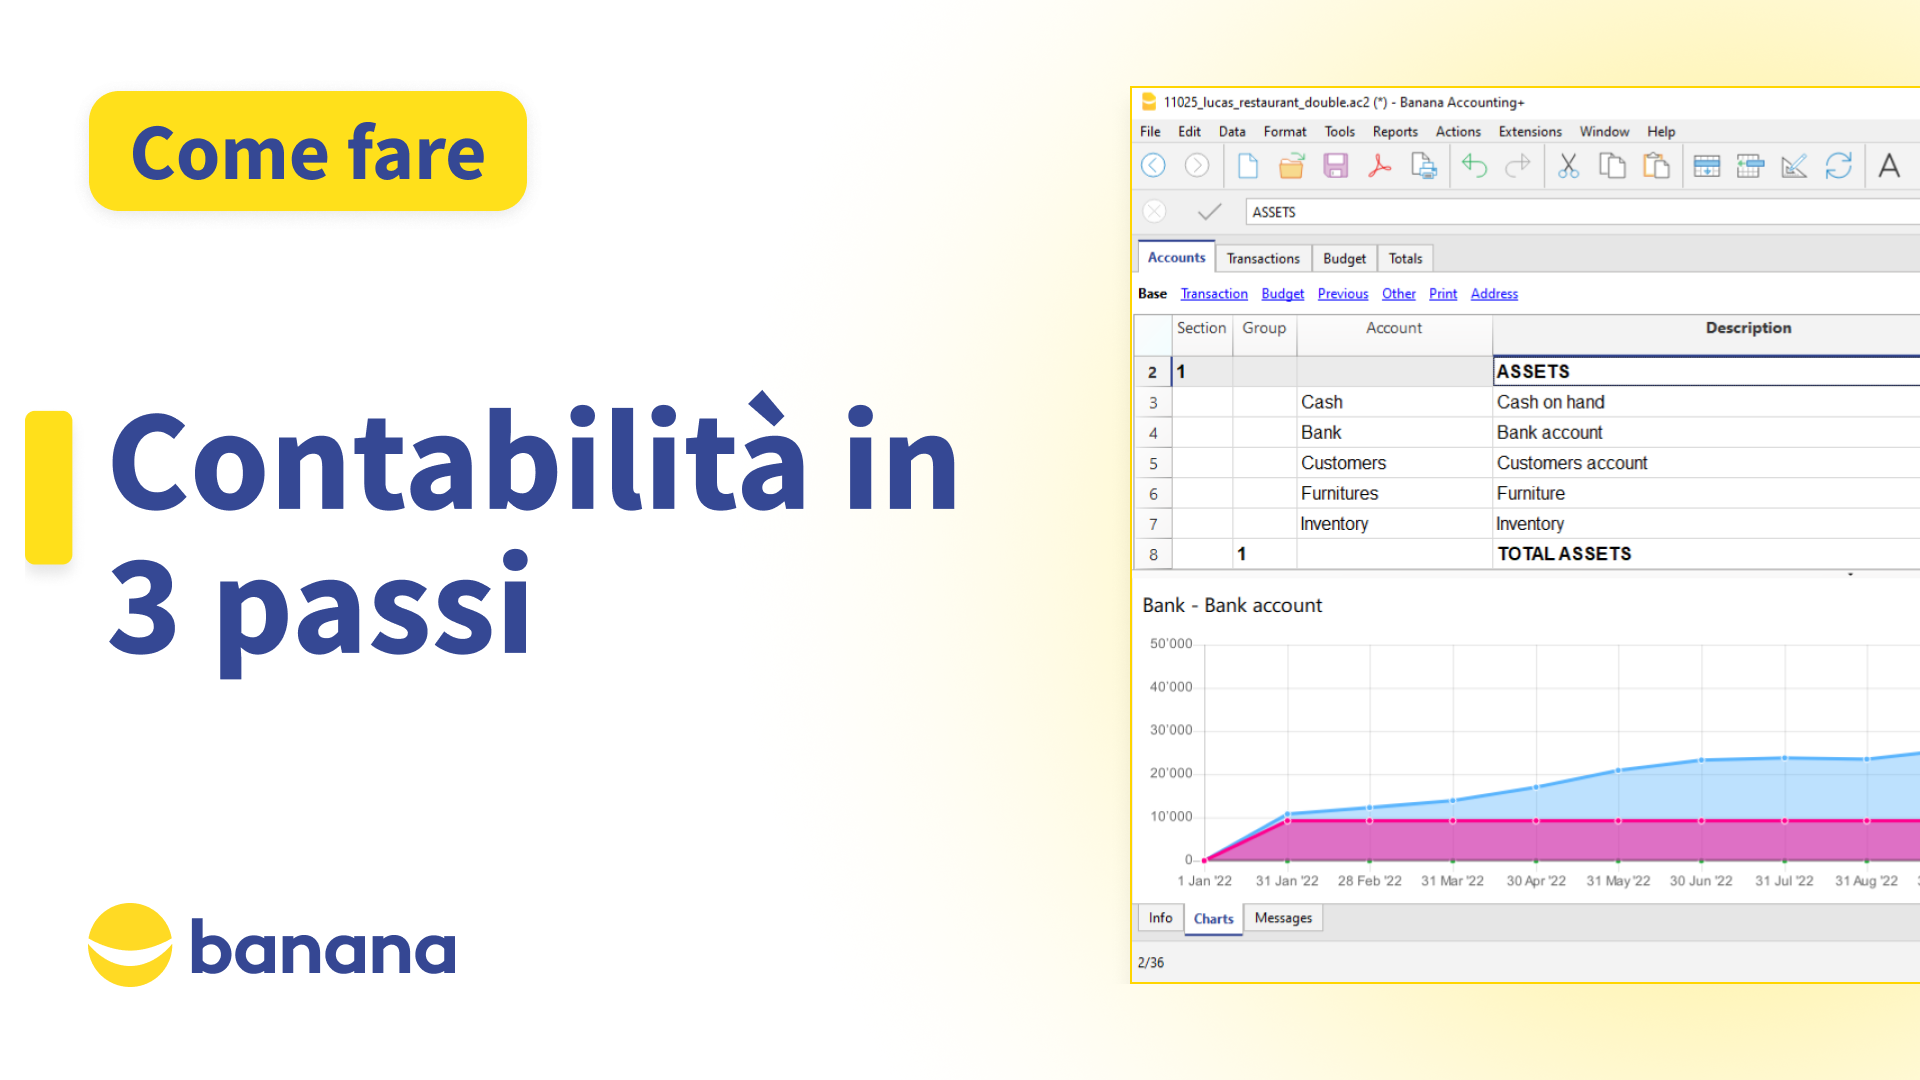 Come fare
Contabilità in
3 passi
banana
11025_lucas_restaurant_double.ac2 (*) - Banana Accounting+
File Edit Data Format Tools Reports Actions Extensions Window Help
A
ASSETS
Accounts Transactions Budget Totals
Base Transaction Budget Previous Other Print Address
Section Group Account Description
2 1 ASSETS
3 Cash Cash on hand
4 Bank Bank account
5 Customers Customers account
6 Furnitures Furniture
7 Inventory Inventory
8 1 TOTAL ASSETS
Bank - Bank account
50'000
40'000
30'000
20'000
10'000
0
1 Jan '22 31 Jan '22 28 Feb '22 31 Mar '22 30 Apr '22 31 May '22 30 Jun '22 31 Jul '22 31 Aug '22
Info Charts Messages
2/36